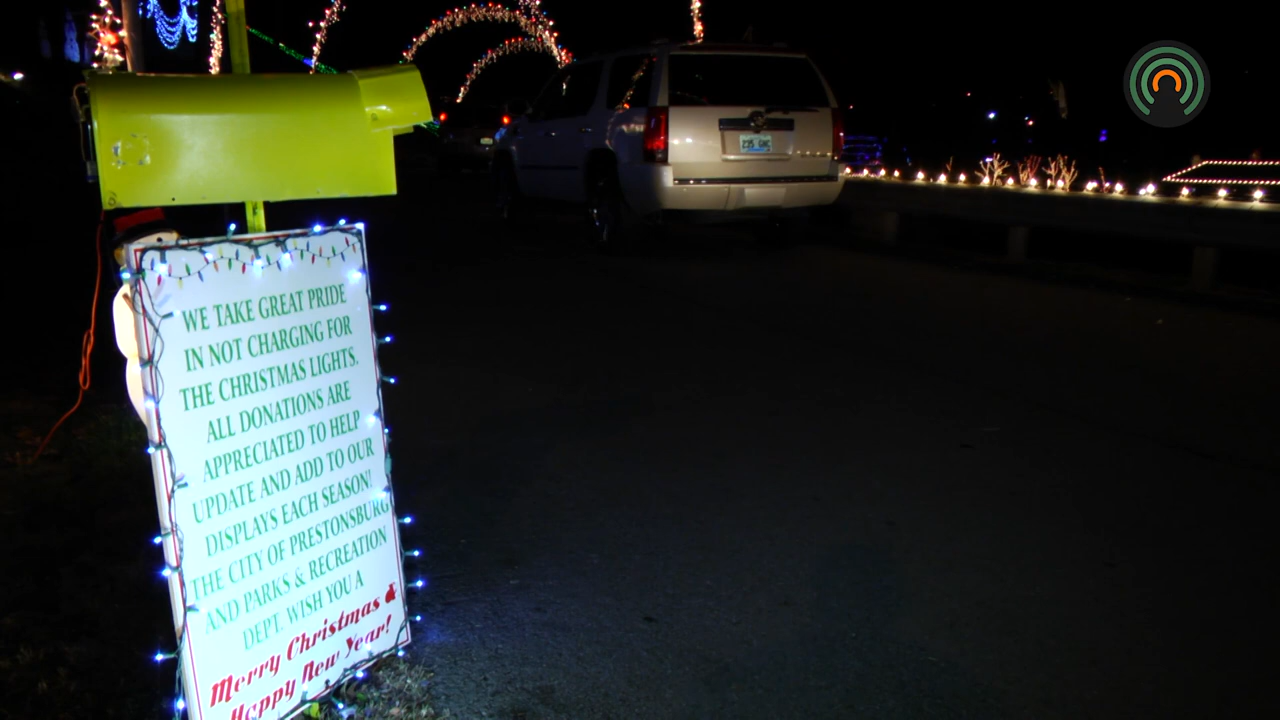 WE TAKE GREAT PRIDE
IN NOT CHARGING FOR
THE CHRISTMAS LIGHTS.
ALL DONATIONS ARE
APPRECIATED TO HELP
UPDATE AND ADD TO OUR
DISPLAYS EACH SEASON!
THE CITY OF PRESTONSBURG
AND PARKS & RECREATION
DEPT. WISH YOU A
Merry Christmas &
Happy New Year!